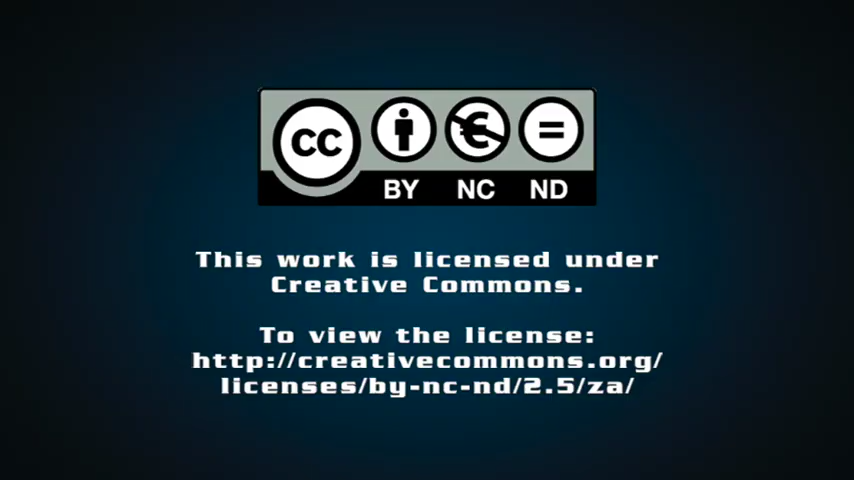 CC
BY NC ND
This work is licensed under
Creative Commons.
To view the license:
http://creativecommons.org/
licenses/by-nc-nd/2.5/za/